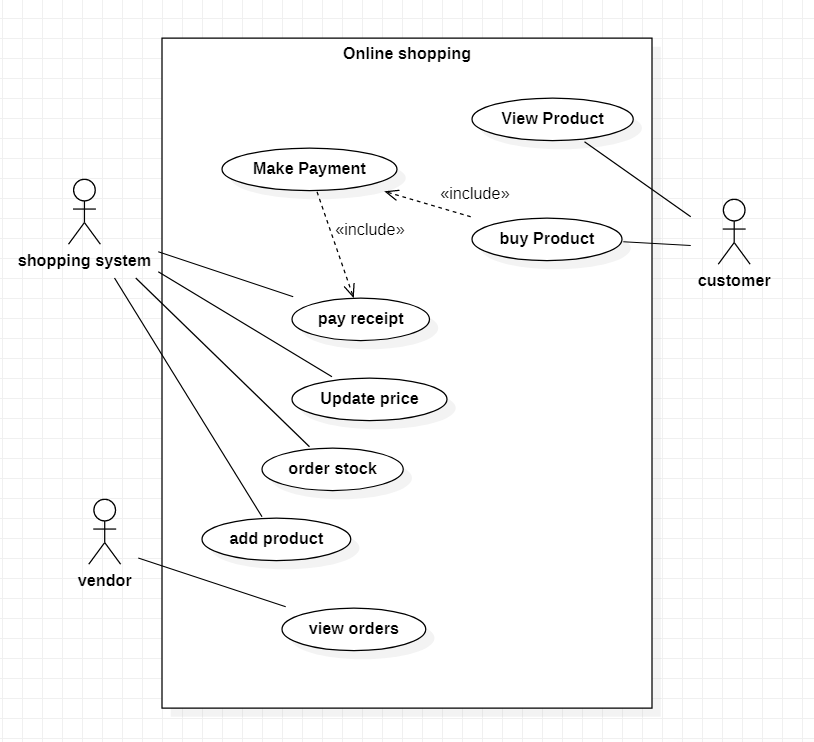 Online shopping
View Product
Make Payment
«include»
«include»
buy Product
shopping system
customer
pay receipt
Update price
order stock
add product
vendor
view orders